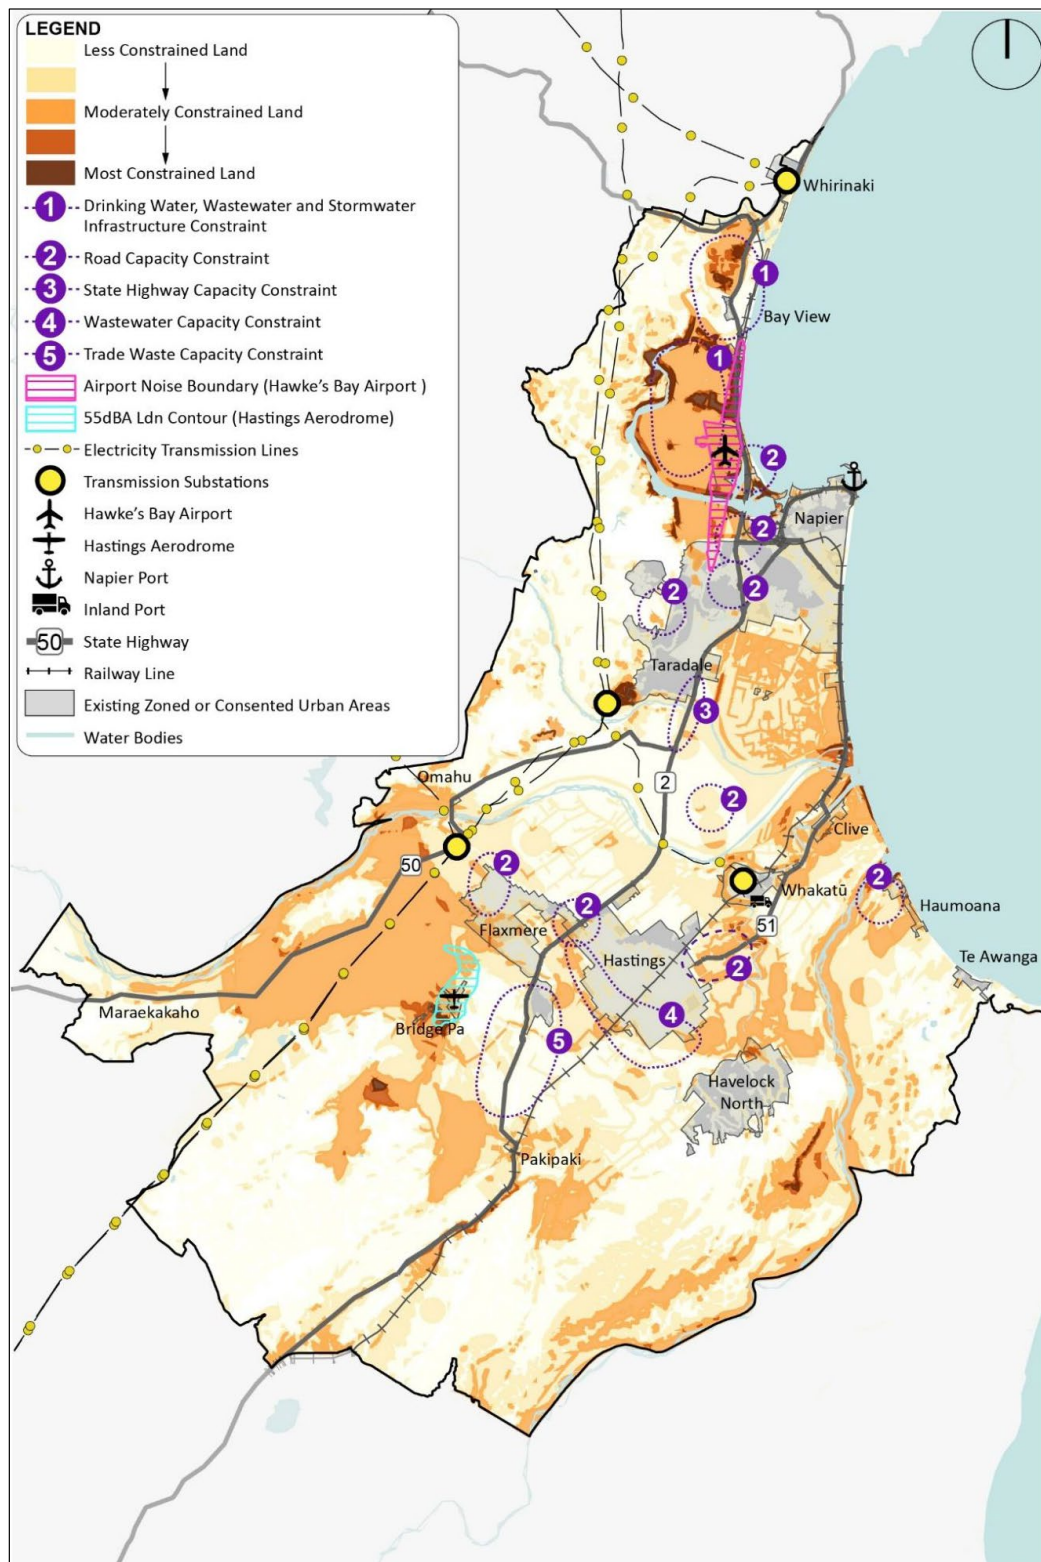 LEGEND
Less Constrained Land
Moderately Constrained Land
Most Constrained Land
1 Drinking Water, Wastewater and Stormwater
Infrastructure Constraint
2 Road Capacity Constraint
3 State Highway Capacity Constraint
4 Wastewater Capacity Constraint
5 Trade Waste Capacity Constraint
Airport Noise Boundary (Hawke's Bay Airport )
55dBA Ldn Contour (Hastings Aerodrome)
Electricity Transmission Lines
Transmission Substations
Hawke's Bay Airport
Hastings Aerodrome
Napier Port
Inland Port
50 State Highway
Railway Line
Existing Zoned or Consented Urban Areas
Water Bodies
Whirinaki
1
Bay View
1
2
Napier
2
2
2
Taradale
3
Omahu
2
2
Clive
50
2
Whakatū
2
Haumoana
2
Flaxmere
51
Hastings
2
Te Awanga
Maraekakaho
Bridge Pa
4
5
Havelock
North
Pakipaki